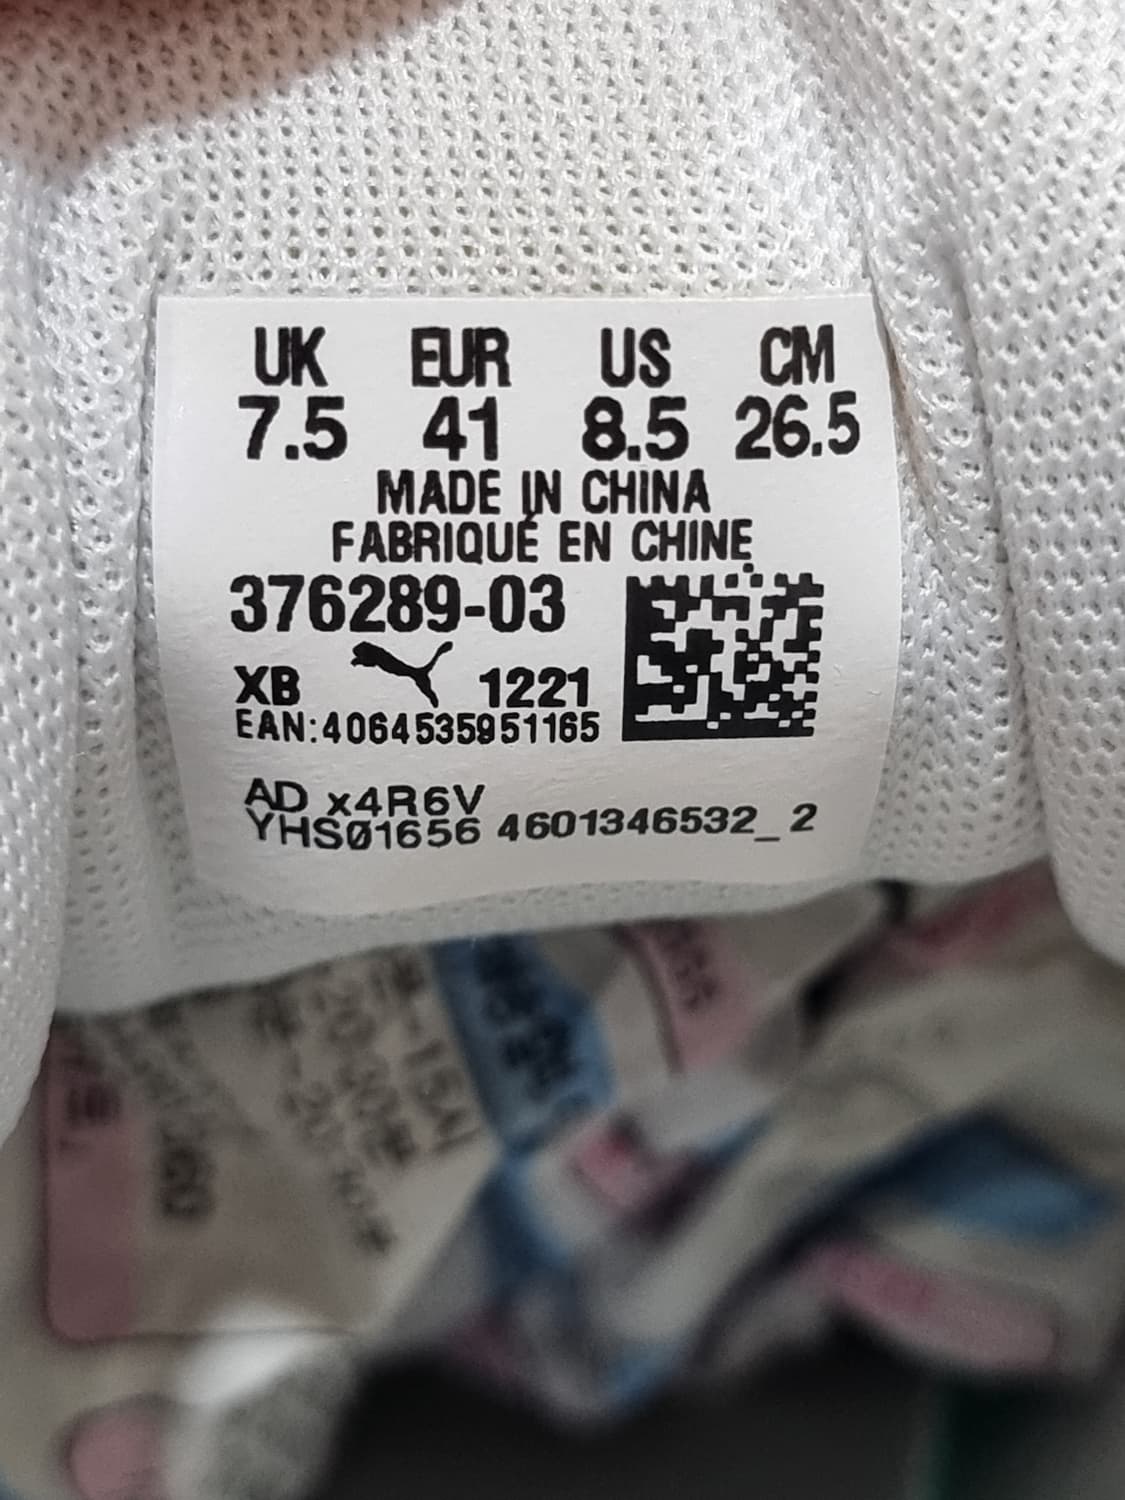 UK EUR US CM
7.5 41 8.5 26.5
MADE IN CHINA
FABRIQUÉ EN CHINE
376289-03
XB 1221
EAN:4064535951165
AD x4R6V
YHSØ1656 4601346532_ 2